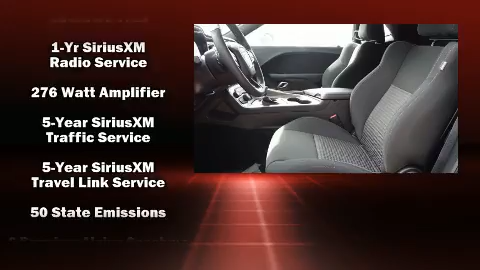 1-Yr SiriusXM
Radio Service
276 Watt Amplifier
5-Year SiriusXM
Traffic Service
5-Year SiriusXM
Travel Link Service
50 State Emissions